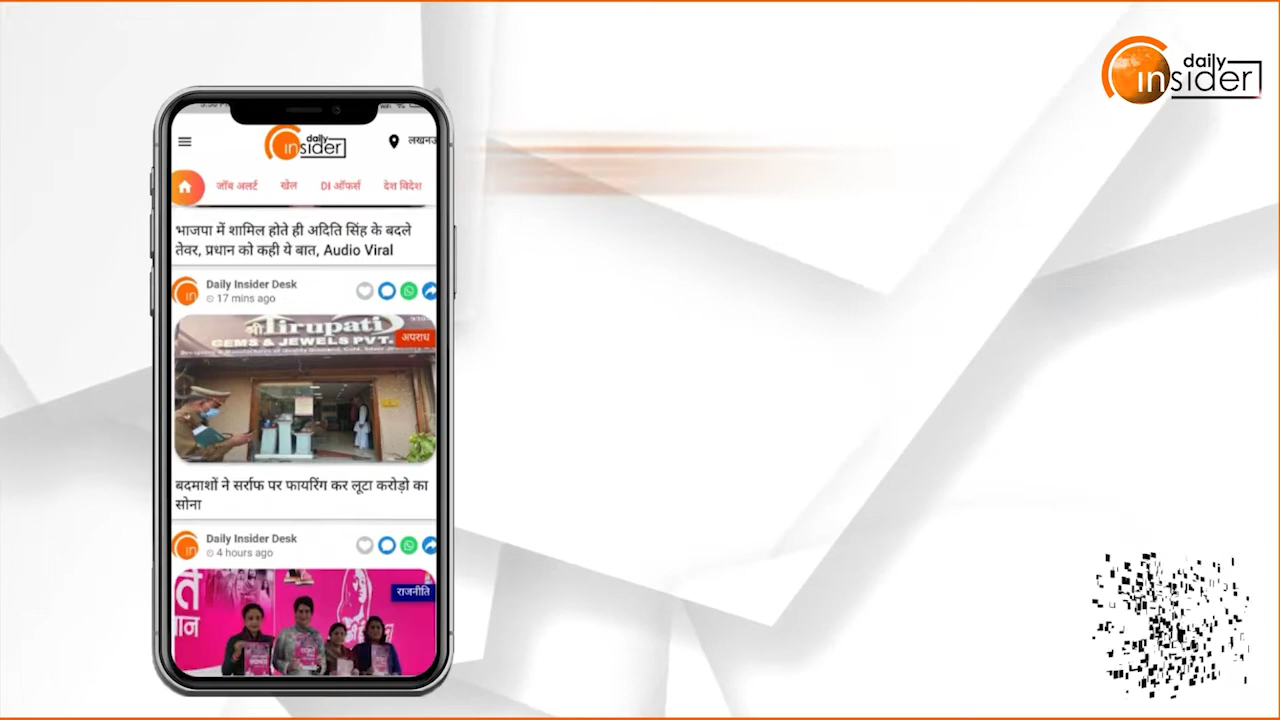 daily
insider
daily
insider
लखनऊ
जॉब अलर्ट
खेल
DI ऑफर्स
देश विदेश
भाजपा में शामिल होते ही अदिति सिंह के बदले
तेवर, प्रधान को कही ये बात, Audio Viral
Daily Insider Desk
17 mins ago
श्री Tirupati
GEMS & JEWELS PVT.
अपराध
बदमाशों ने सर्राफ पर फायरिंग कर लूटा करोड़ो का
सोना
Daily Insider Desk
4 hours ago
राजनीति